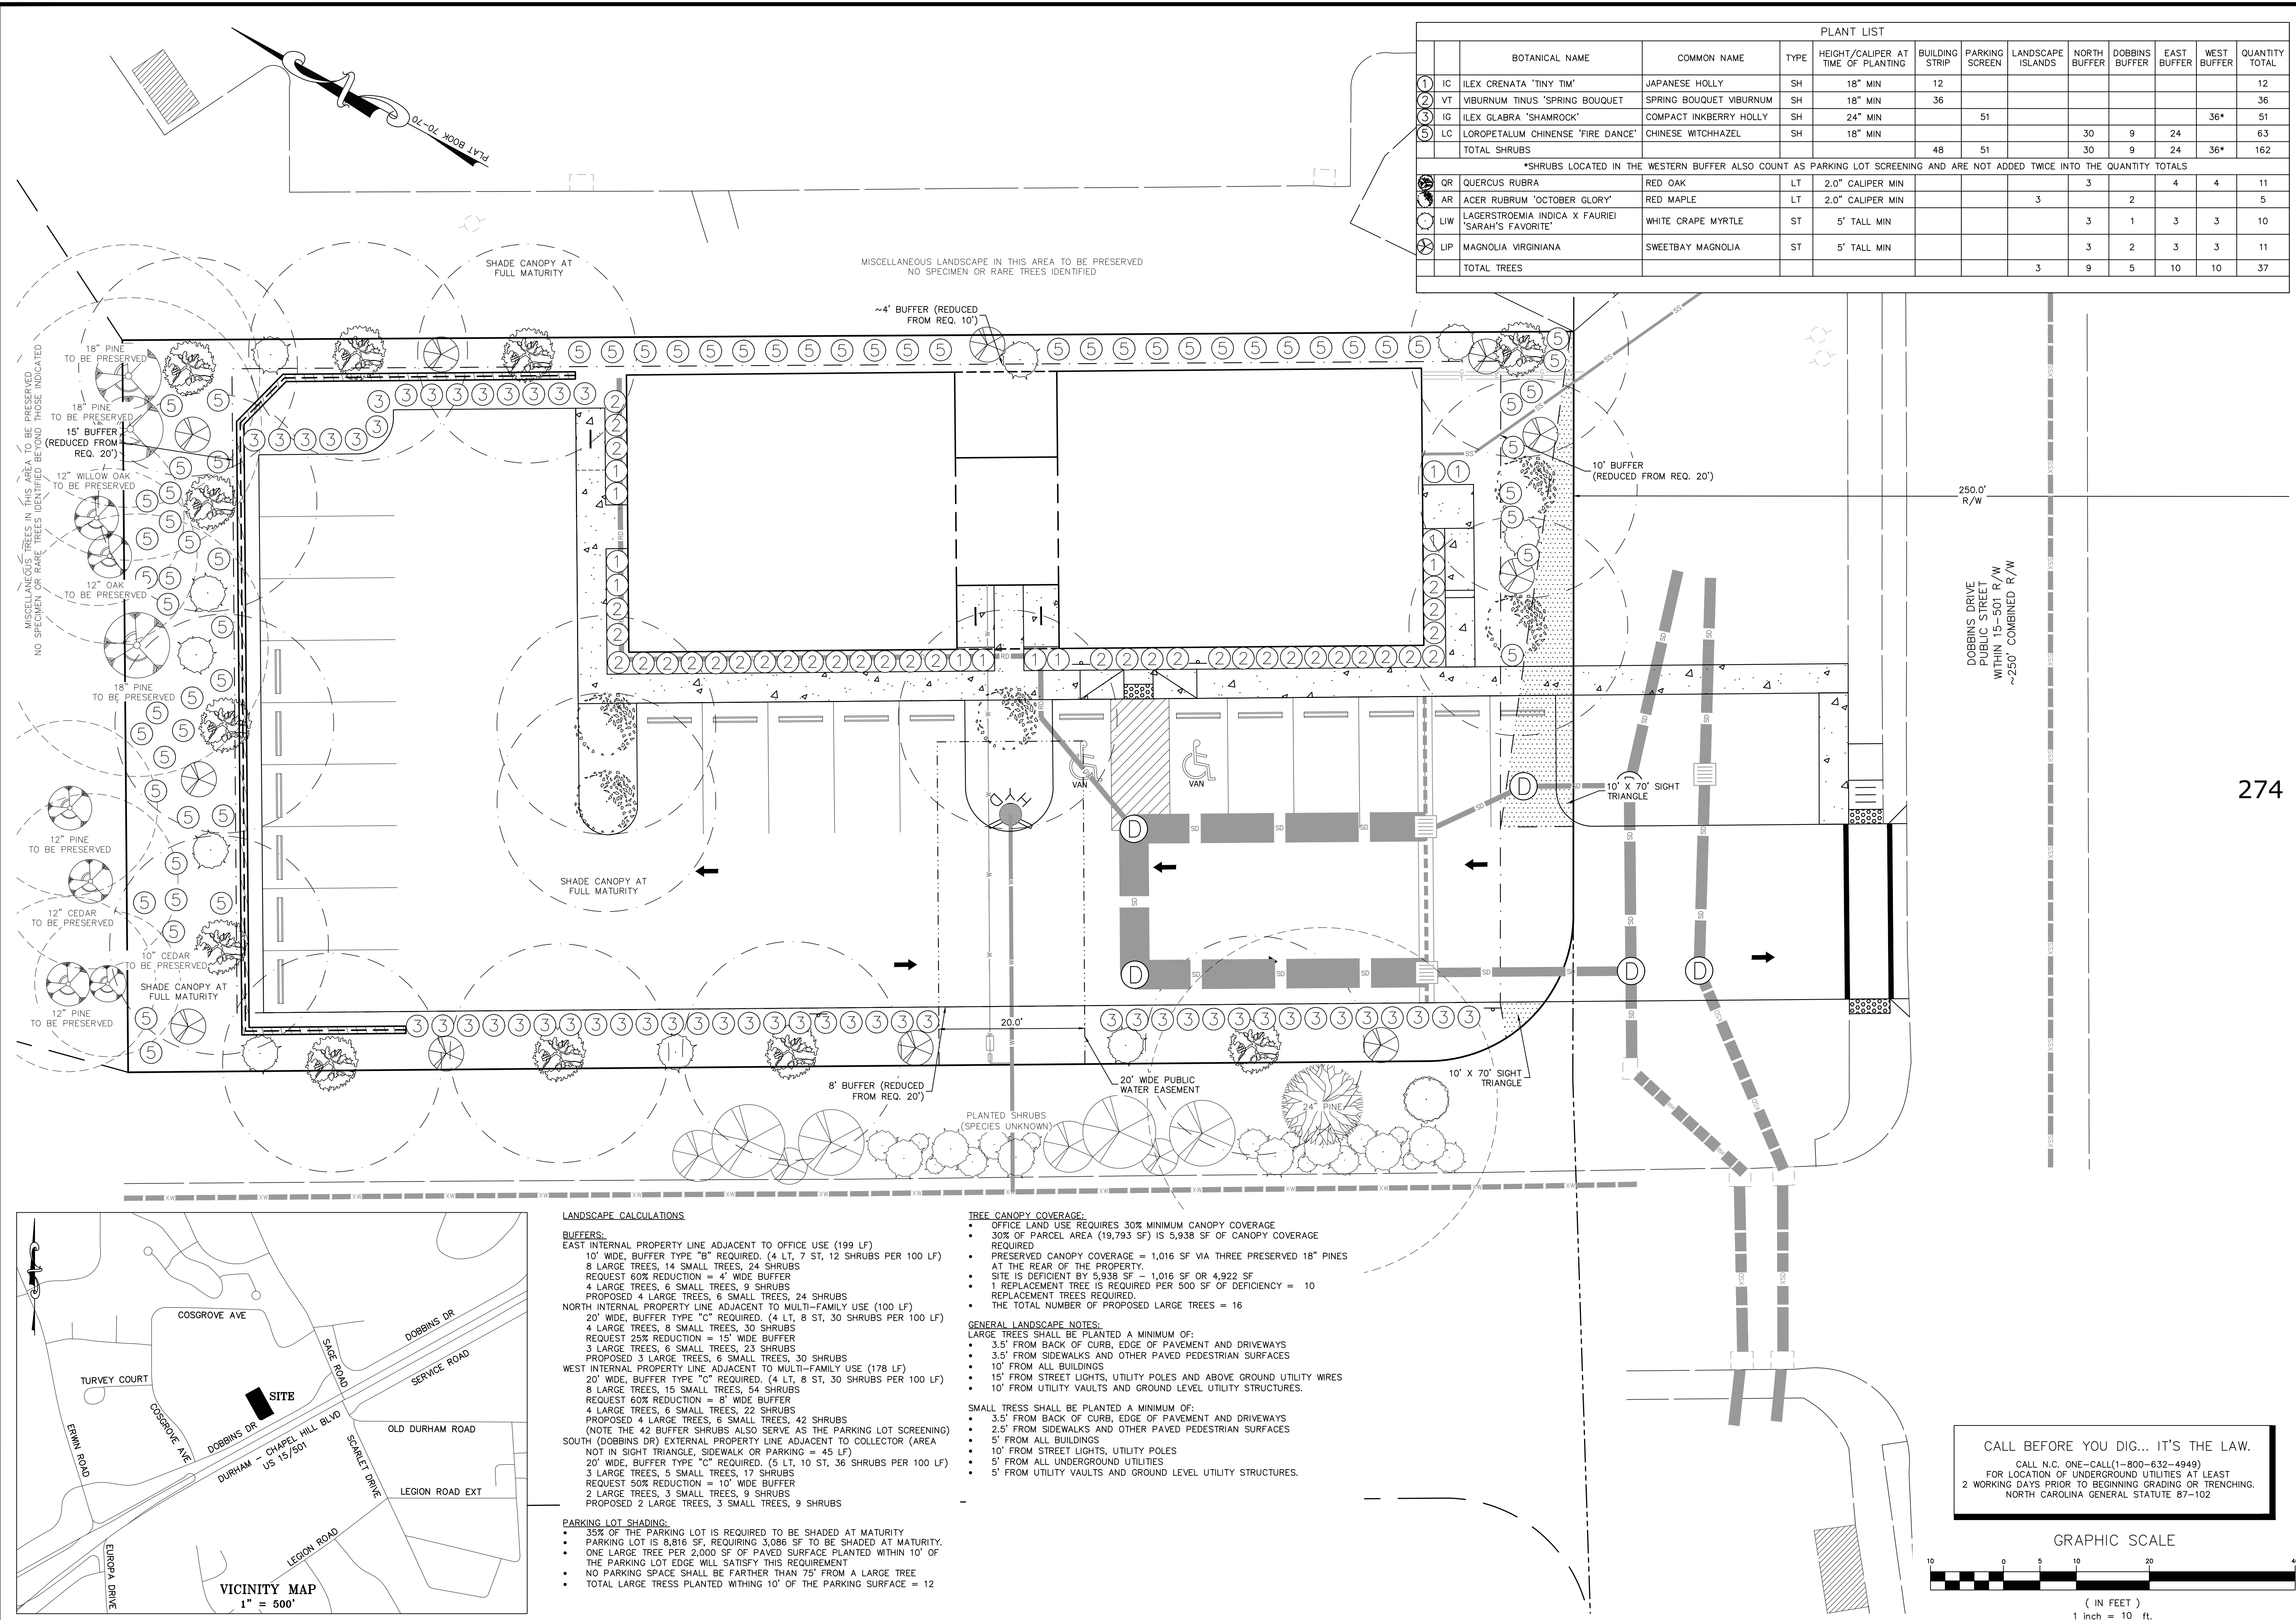 PLANT LIST
BOTANICAL NAME COMMON NAME TYPE HEIGHT/CALIPER AT TIME OF PLANTING BUILDING STRIP PARKING SCREEN LANDSCAPE ISLANDS NORTH BUFFER DOBBINS BUFFER EAST BUFFER WEST BUFFER QUANTITY TOTAL
1 IC ILEX CRENATA 'TINY TIM' JAPANESE HOLLY SH 18" MIN 12 12
2 VT VIBURNUM TINUS 'SPRING BOUQUET SPRING BOUQUET VIBURNUM SH 18" MIN 36 36
3 IG ILEX GLABRA 'SHAMROCK' COMPACT INKBERRY HOLLY SH 24" MIN 51 36* 51
5 LC LOROPETALUM CHINENSE 'FIRE DANCE' CHINESE WITCHHAZEL SH 18" MIN 30 9 24 63
TOTAL SHRUBS 48 51 30 9 24 36* 162
*SHRUBS LOCATED IN THE WESTERN BUFFER ALSO COUNT AS PARKING LOT SCREENING AND ARE NOT ADDED TWICE INTO THE QUANTITY TOTALS
QR QUERCUS RUBRA RED OAK LT 2.0" CALIPER MIN 3 4 4 11
AR ACER RUBRUM 'OCTOBER GLORY' RED MAPLE LT 2.0" CALIPER MIN 3 2 5
LIW LAGERSTROEMIA INDICA X FAURIEI 'SARAH'S FAVORITE' WHITE CRAPE MYRTLE ST 5' TALL MIN 3 1 3 3 10
LIP MAGNOLIA VIRGINIANA SWEETBAY MAGNOLIA ST 5' TALL MIN 3 2 3 3 11
TOTAL TREES 3 9 5 10 10 37
PLAT BOOK 70-70
SHADE CANOPY AT
FULL MATURITY
MISCELLANEOUS LANDSCAPE IN THIS AREA TO BE PRESERVED
NO SPECIMEN OR RARE TREES IDENTIFIED
~4' BUFFER (REDUCED
FROM REQ. 10')
MISCELLANEOUS TREES IN THIS AREA TO BE PRESERVED
NO SPECIMEN OR RARE TREES IDENTIFIED BEYOND THOSE INDICATED
18" PINE
TO BE PRESERVED
18" PINE
TO BE PRESERVED
15' BUFFER
(REDUCED FROM
REQ. 20')
12" WILLOW OAK
TO BE PRESERVED
12" OAK
TO BE PRESERVED
18" PINE
TO BE PRESERVED
12" PINE
TO BE PRESERVED
12" CEDAR
TO BE PRESERVED
10" CEDAR
TO BE PRESERVED
SHADE CANOPY AT
FULL MATURITY
12" PINE
TO BE PRESERVED
10' BUFFER
(REDUCED FROM REQ. 20')
250.0'
R/W
DOBBINS DRIVE
PUBLIC STREET
WITHIN 15-501 R/W
~250' COMBINED R/W
274
VAN
VAN
HYD
10' X 70' SIGHT
TRIANGLE
SHADE CANOPY AT
FULL MATURITY
20.0'
8' BUFFER (REDUCED
FROM REQ. 20')
20' WIDE PUBLIC
WATER EASEMENT
10' X 70' SIGHT
TRIANGLE
PLANTED SHRUBS
(SPECIES UNKNOWN)
24" PINE
COSGROVE AVE
SAGE ROAD
DOBBINS DR
SERVICE ROAD
TURVEY COURT
SITE
COSGROVE AVE
ERWIN ROAD
DOBBINS DR
DURHAM - CHAPEL HILL BLVD
US 15/501
SCARLET DRIVE
OLD DURHAM ROAD
LEGION ROAD EXT
LEGION ROAD
EUROPA DRIVE
VICINITY MAP
1" = 500'
LANDSCAPE CALCULATIONS
BUFFERS:
EAST INTERNAL PROPERTY LINE ADJACENT TO OFFICE USE (199 LF)
10' WIDE, BUFFER TYPE "B" REQUIRED. (4 LT, 7 ST, 12 SHRUBS PER 100 LF)
8 LARGE TREES, 14 SMALL TREES, 24 SHRUBS
REQUEST 60% REDUCTION = 4' WIDE BUFFER
4 LARGE TREES, 6 SMALL TREES, 9 SHRUBS
PROPOSED 4 LARGE TREES, 6 SMALL TREES, 24 SHRUBS
NORTH INTERNAL PROPERTY LINE ADJACENT TO MULTI-FAMILY USE (100 LF)
20' WIDE, BUFFER TYPE "C" REQUIRED. (4 LT, 8 ST, 30 SHRUBS PER 100 LF)
4 LARGE TREES, 8 SMALL TREES, 30 SHRUBS
REQUEST 25% REDUCTION = 15' WIDE BUFFER
3 LARGE TREES, 6 SMALL TREES, 23 SHRUBS
PROPOSED 3 LARGE TREES, 6 SMALL TREES, 30 SHRUBS
WEST INTERNAL PROPERTY LINE ADJACENT TO MULTI-FAMILY USE (178 LF)
20' WIDE, BUFFER TYPE "C" REQUIRED. (4 LT, 8 ST, 30 SHRUBS PER 100 LF)
8 LARGE TREES, 15 SMALL TREES, 54 SHRUBS
REQUEST 60% REDUCTION = 8' WIDE BUFFER
4 LARGE TREES, 6 SMALL TREES, 22 SHRUBS
PROPOSED 4 LARGE TREES, 6 SMALL TREES, 42 SHRUBS
(NOTE THE 42 BUFFER SHRUBS ALSO SERVE AS THE PARKING LOT SCREENING)
SOUTH (DOBBINS DR) EXTERNAL PROPERTY LINE ADJACENT TO COLLECTOR (AREA
NOT IN SIGHT TRIANGLE, SIDEWALK OR PARKING = 45 LF)
20' WIDE, BUFFER TYPE "C" REQUIRED. (5 LT, 10 ST, 36 SHRUBS PER 100 LF)
3 LARGE TREES, 5 SMALL TREES, 17 SHRUBS
REQUEST 50% REDUCTION = 10' WIDE BUFFER
2 LARGE TREES, 3 SMALL TREES, 9 SHRUBS
PROPOSED 2 LARGE TREES, 3 SMALL TREES, 9 SHRUBS
PARKING LOT SHADING:
• 35% OF THE PARKING LOT IS REQUIRED TO BE SHADED AT MATURITY
• PARKING LOT IS 8,816 SF, REQUIRING 3,086 SF TO BE SHADED AT MATURITY.
• ONE LARGE TREE PER 2,000 SF OF PAVED SURFACE PLANTED WITHIN 10' OF
THE PARKING LOT EDGE WILL SATISFY THIS REQUIREMENT
• NO PARKING SPACE SHALL BE FARTHER THAN 75' FROM A LARGE TREE
• TOTAL LARGE TRESS PLANTED WITHING 10' OF THE PARKING SURFACE = 12
TREE CANOPY COVERAGE:
• OFFICE LAND USE REQUIRES 30% MINIMUM CANOPY COVERAGE
• 30% OF PARCEL AREA (19,793 SF) IS 5,938 SF OF CANOPY COVERAGE
REQUIRED
• PRESERVED CANOPY COVERAGE = 1,016 SF VIA THREE PRESERVED 18" PINES
AT THE REAR OF THE PROPERTY.
• SITE IS DEFICIENT BY 5,938 SF - 1,016 SF OR 4,922 SF
• 1 REPLACEMENT TREE IS REQUIRED PER 500 SF OF DEFICIENCY = 10
REPLACEMENT TREES REQUIRED.
• THE TOTAL NUMBER OF PROPOSED LARGE TREES = 16
GENERAL LANDSCAPE NOTES:
LARGE TREES SHALL BE PLANTED A MINIMUM OF:
• 3.5' FROM BACK OF CURB, EDGE OF PAVEMENT AND DRIVEWAYS
• 3.5' FROM SIDEWALKS AND OTHER PAVED PEDESTRIAN SURFACES
• 10' FROM ALL BUILDINGS
• 15' FROM STREET LIGHTS, UTILITY POLES AND ABOVE GROUND UTILITY WIRES
• 10' FROM UTILITY VAULTS AND GROUND LEVEL UTILITY STRUCTURES.
SMALL TRESS SHALL BE PLANTED A MINIMUM OF:
• 3.5' FROM BACK OF CURB, EDGE OF PAVEMENT AND DRIVEWAYS
• 2.5' FROM SIDEWALKS AND OTHER PAVED PEDESTRIAN SURFACES
• 5' FROM ALL BUILDINGS
• 10' FROM STREET LIGHTS, UTILITY POLES
• 5' FROM ALL UNDERGROUND UTILITIES
• 5' FROM UTILITY VAULTS AND GROUND LEVEL UTILITY STRUCTURES.
CALL BEFORE YOU DIG... IT'S THE LAW.
CALL N.C. ONE-CALL(1-800-632-4949)
FOR LOCATION OF UNDERGROUND UTILITIES AT LEAST
2 WORKING DAYS PRIOR TO BEGINNING GRADING OR TRENCHING.
NORTH CAROLINA GENERAL STATUTE 87-102
GRAPHIC SCALE
10 0 5 10 20
( IN FEET )
1 inch = 10 ft.